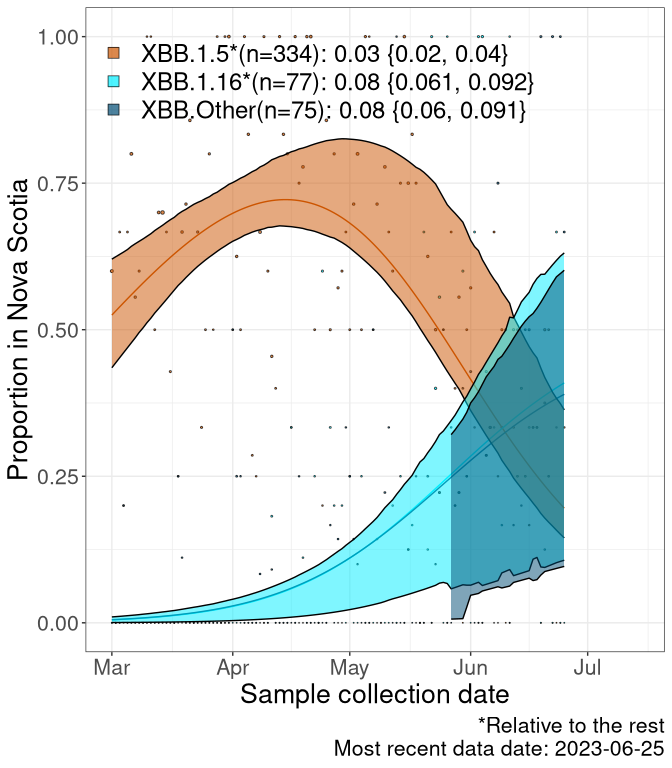 1.00
XBB.1.5*(n=334): 0.03 {0.02, 0.04}
XBB.1.16*(n=77): 0.08 {0.061, 0.092}
XBB.Other(n=75): 0.08 {0.06, 0.091}
0.75
0.50
0.25
0.00
Proportion in Nova Scotia
Mar Apr May Jun Jul
Sample collection date
*Relative to the rest
Most recent data date: 2023-06-25